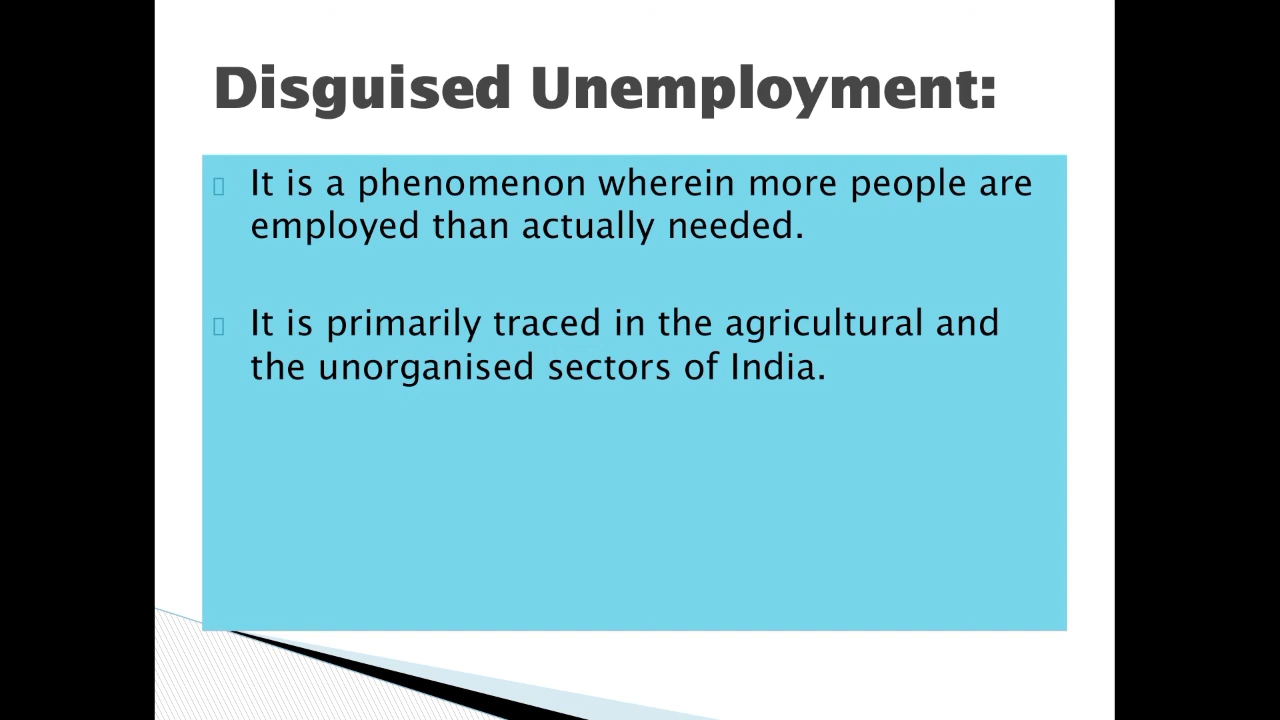 Disguised Unemployment:
It is a phenomenon wherein more people are
employed than actually needed.
It is primarily traced in the agricultural and
the unorganised sectors of India.